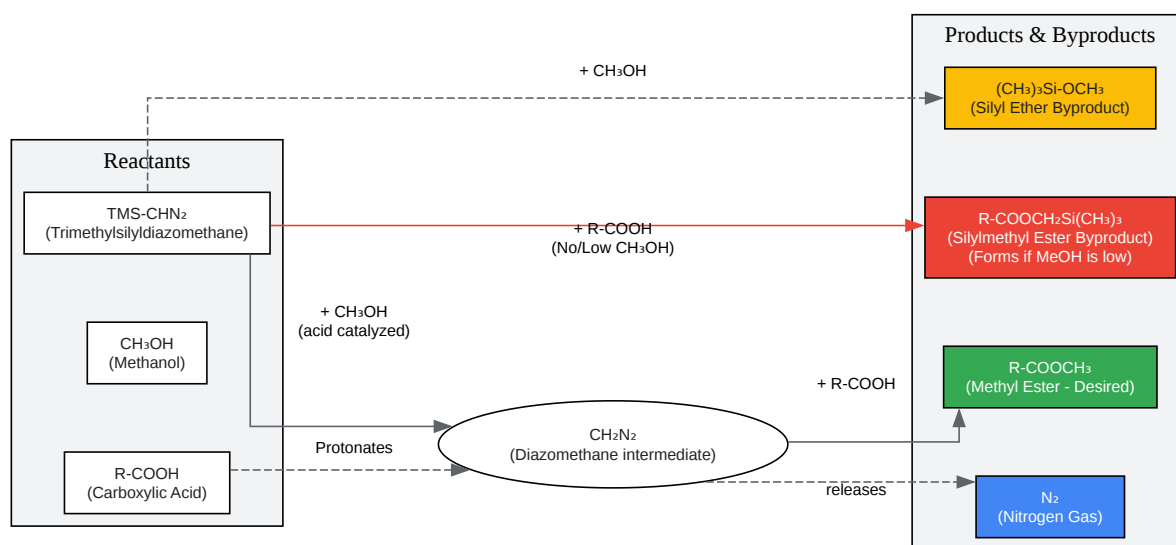 Products & Byproducts
+ CH₃OH
(CH₃)₃Si-OCH₃
(Silyl Ether Byproduct)
Reactants
TMS-CHN₂
(Trimethylsilyldiazomethane)
+ R-COOH
(No/Low CH₃OH)
R-COOCH₂Si(CH₃)₃
(Silylmethyl Ester Byproduct)
(Forms if MeOH is low)
+ CH₃OH
(acid catalyzed)
CH₃OH
(Methanol)
R-COOCH₃
(Methyl Ester - Desired)
+ R-COOH
CH₂N₂
(Diazomethane intermediate)
Protonates
R-COOH
(Carboxylic Acid)
releases
N₂
(Nitrogen Gas)